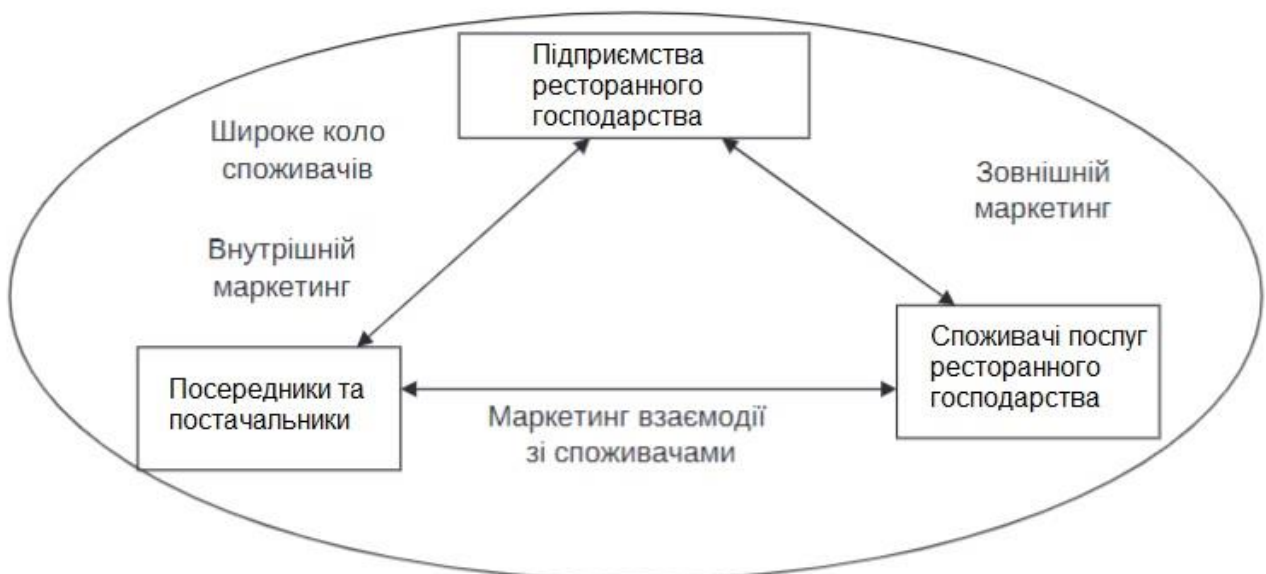 Підприємства
ресторанного
господарства
Широке коло
споживачів
Зовнішній
маркетинг
Внутрішній
маркетинг
Посередники та
постачальники
Споживачі послуг
ресторанного
господарства
Маркетинг взаємодії
зі споживачами